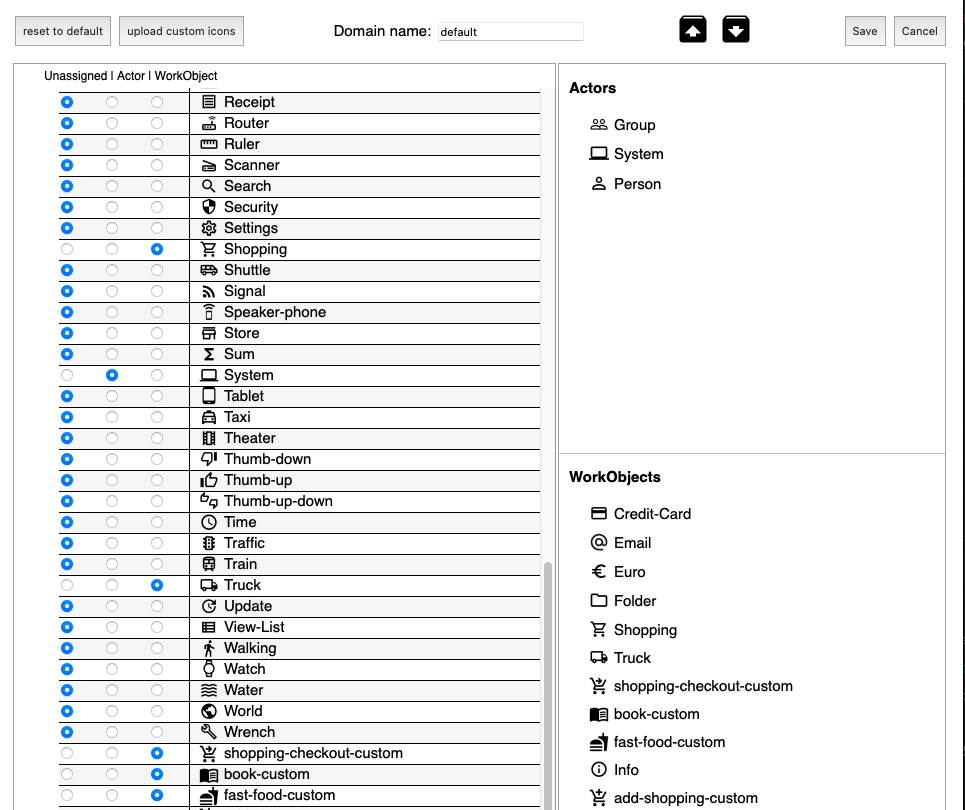 reset to default
upload custom icons
Domain name:
default
Save
Cancel
Unassigned | Actor | WorkObject
Receipt
Router
Ruler
Scanner
Search
Security
Settings
Shopping
Shuttle
Signal
Speaker-phone
Store
Sum
System
Tablet
Taxi
Theater
Thumb-down
Thumb-up
Thumb-up-down
Time
Traffic
Train
Truck
Update
View-List
Walking
Watch
Water
World
Wrench
shopping-checkout-custom
book-custom
fast-food-custom
Actors
Group
System
Person
WorkObjects
Credit-Card
Email
Euro
Folder
Shopping
Truck
shopping-checkout-custom
book-custom
fast-food-custom
Info
add-shopping-custom